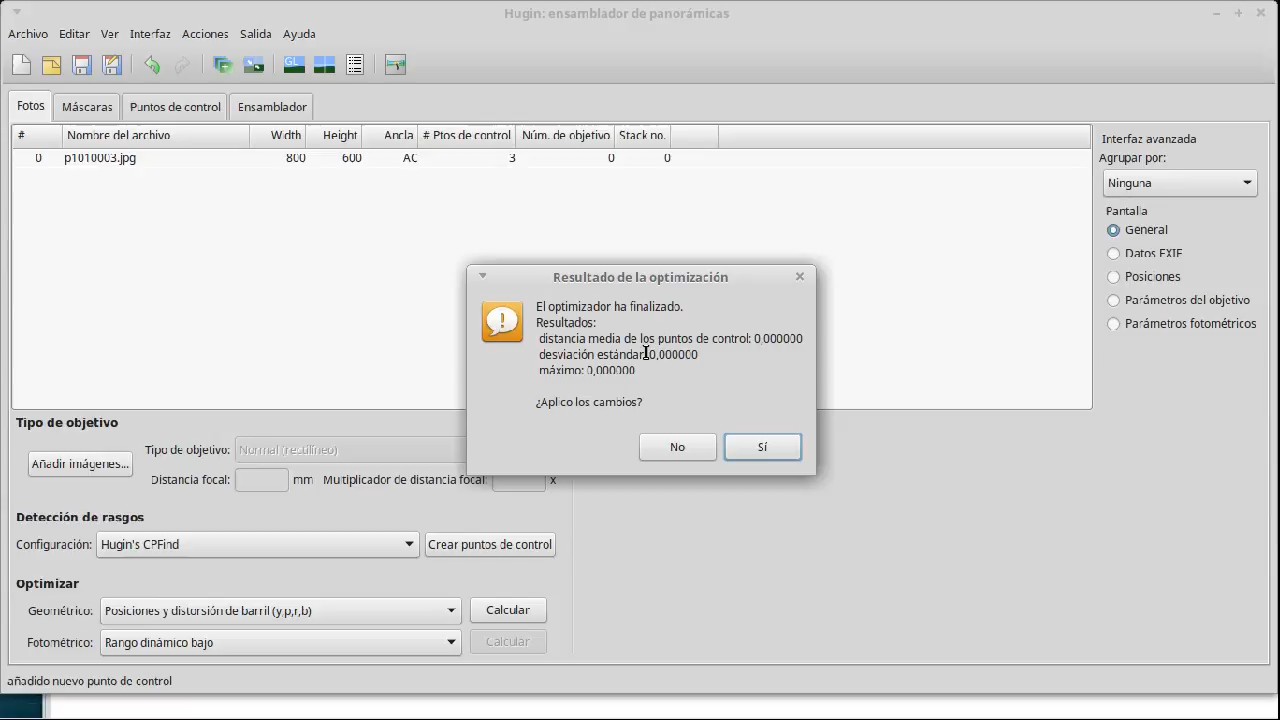 Hugin: ensamblador de panorámicas
Archivo Editar Ver Interfaz Acciones Salida Ayuda
GL
Fotos Máscaras Puntos de control Ensamblador
# Nombre del archivo Width Height Ancla # Ptos de control Núm. de objetivo Stack no.
0 p1010003.jpg 800 600 AC 3 0 0
Interfaz avanzada
Agrupar por:
Ninguna
Pantalla
General
Datos EXIF
Posiciones
Parámetros del objetivo
Parámetros fotométricos
Resultado de la optimización
El optimizador ha finalizado.
Resultados:
distancia media de los puntos de control: 0,000000
desviación estándar: 0,000000
máximo: 0,000000
¿Aplico los cambios?
No Sí
Tipo de objetivo
Añadir imágenes...
Tipo de objetivo: Normal (rectilíneo)
Distancia focal: mm Multiplicador de distancia focal: x
Detección de rasgos
Configuración: Hugin's CPFind Crear puntos de control
Optimizar
Geométrico: Posiciones y distorsión de barril (y,p,r,b) Calcular
Fotométrico: Rango dinámico bajo Calcular
añadido nuevo punto de control